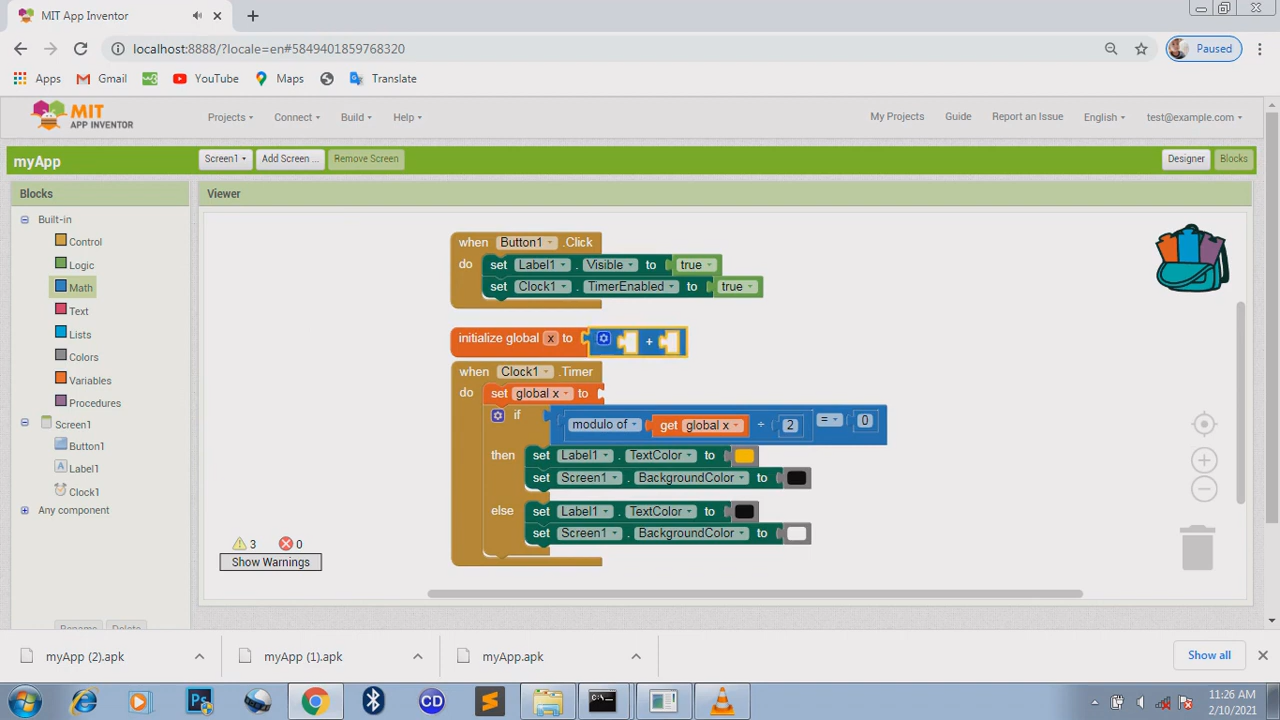 MIT App Inventor
localhost:8888/?locale=en#5849401859768320
Paused
Apps Gmail YouTube Maps Translate
MIT
APP INVENTOR
Projects Connect Build Help
My Projects Guide Report an Issue English test@example.com
myApp
Screen1 Add Screen ... Remove Screen
Designer Blocks
Blocks
Viewer
Built-in
Control
Logic
Math
Text
Lists
Colors
Variables
Procedures
Screen1
Button1
Label1
Clock1
Any component
Rename Delete
when Button1 .Click
do set Label1 . Visible to true
set Clock1 . TimerEnabled to true
initialize global x to +
when Clock1 .Timer
do set global x to
if modulo of get global x ÷ 2 = 0
then set Label1 . TextColor to
set Screen1 . BackgroundColor to
else set Label1 . TextColor to
set Screen1 . BackgroundColor to
3 0
Show Warnings
myApp (2).apk myApp (1).apk myApp.apk Show all
Ps CD
11:26 AM
2/10/2021